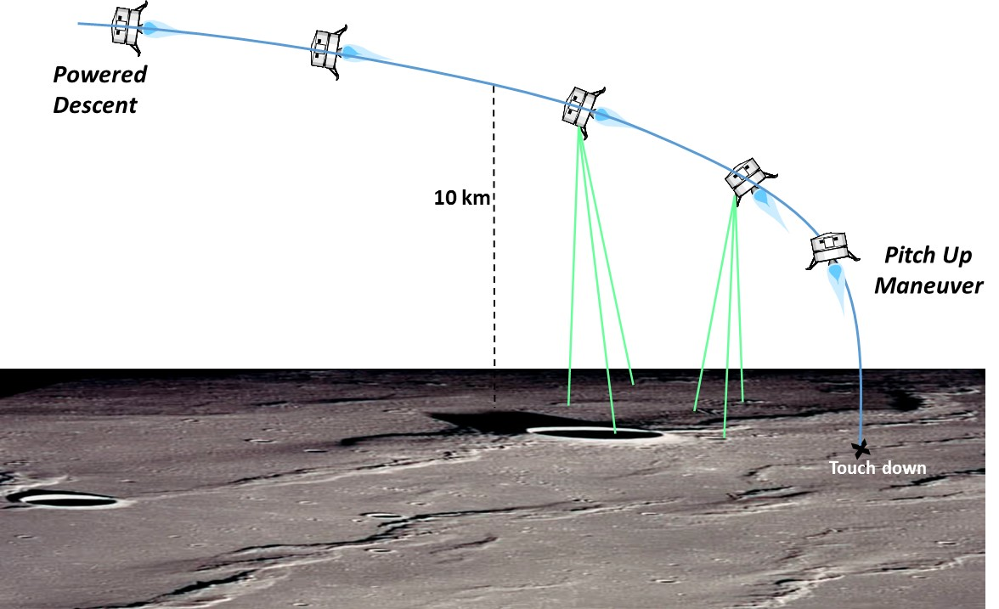 Powered
Descent
10 km
Pitch Up
Maneuver
Touch down